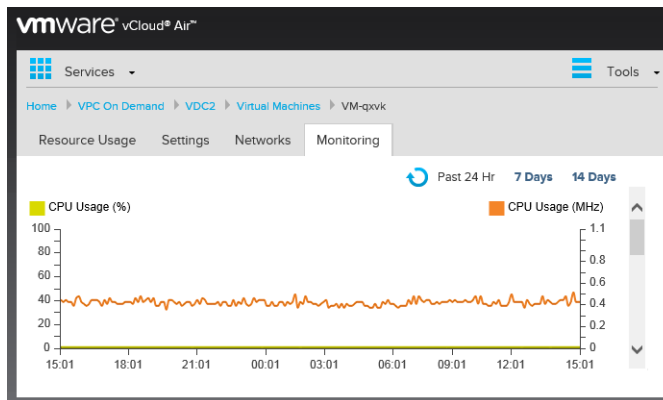 vmware® vCloud® Air™
Services Tools
Home VPC On Demand VDC2 Virtual Machines VM-qxvk
Resource Usage Settings Networks Monitoring
Past 24 Hr 7 Days 14 Days
CPU Usage (%) CPU Usage (MHz)
100 1.1
80 0.8
60 0.6
40 0.4
20 0.2
0 0
15:01 18:01 21:01 00:01 03:01 06:01 09:01 12:01 15:01